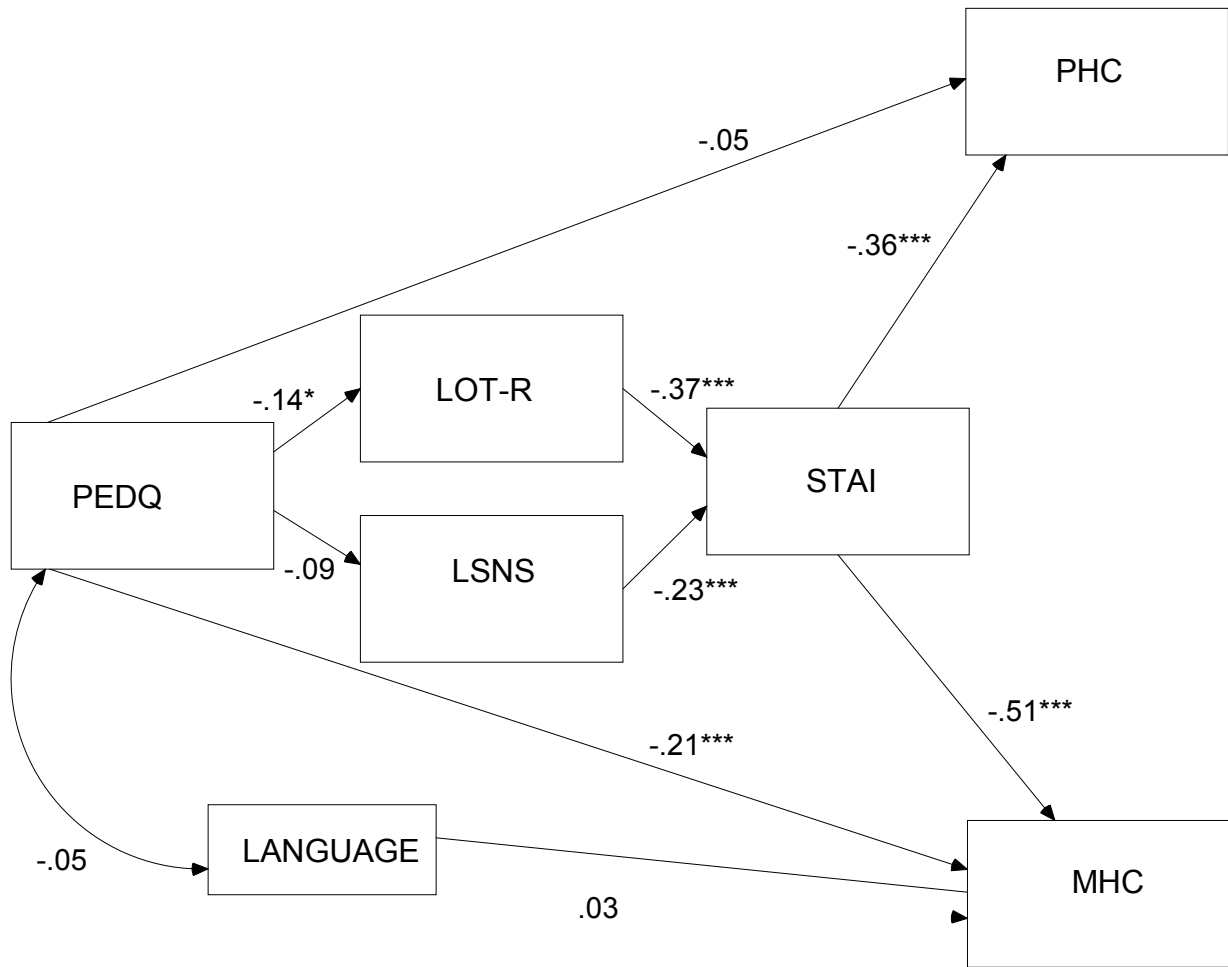 PHC
-.05
-.36***
LOT-R
-.14*
-.37***
STAI
PEDQ
LSNS
-.09
-.23***
-.51***
-.21***
LANGUAGE
-.05
MHC
.03